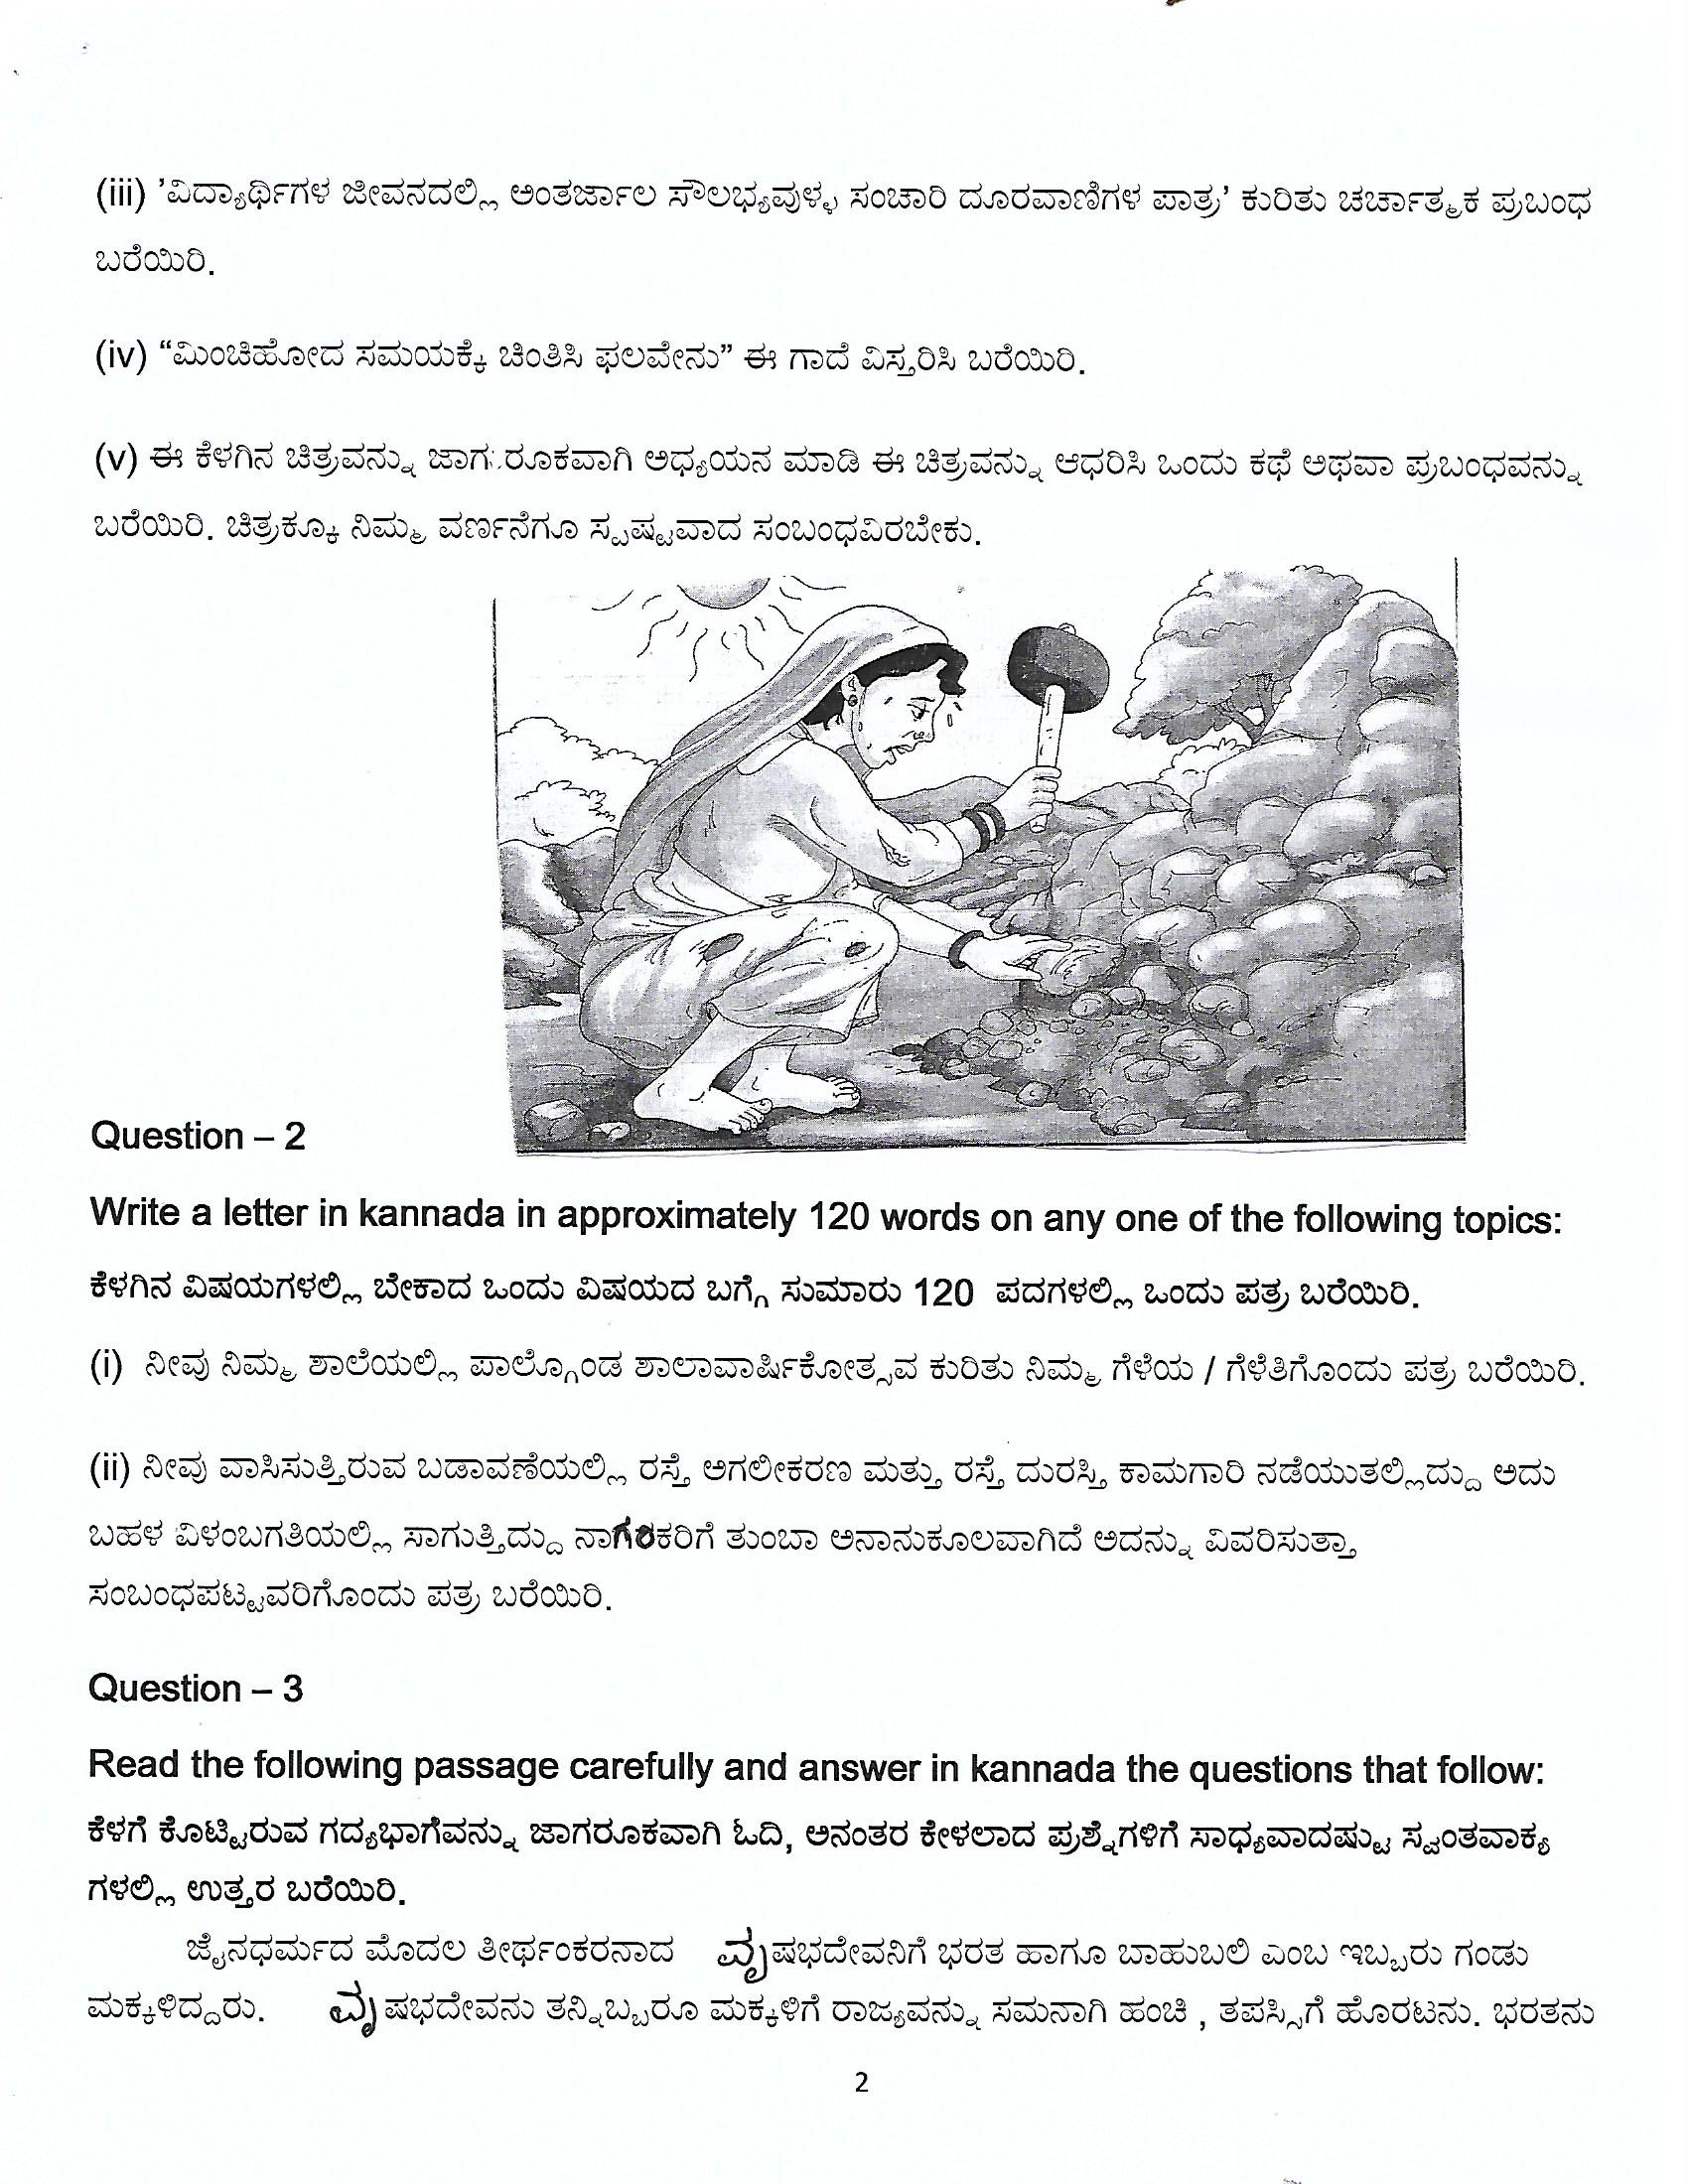 (iii) 'ವಿದ್ಯಾರ್ಥಿಗಳ ಜೀವನದಲ್ಲಿ ಅಂತರ್ಜಾಲ ಸೌಲಭ್ಯವುಳ್ಳ ಸಂಚಾರಿ ದೂರವಾಣಿಗಳ ಪಾತ್ರ' ಕುರಿತು ಚರ್ಚಾತ್ಮಕ ಪ್ರಬಂಧ
ಬರೆಯಿರಿ.
(iv) “ಮಿಂಚಿಹೋದ ಸಮಯಕ್ಕೆ ಚಿಂತಿಸಿ ಫಲವೇನು” ಈ ಗಾದೆ ವಿಸ್ತರಿಸಿ ಬರೆಯಿರಿ.
(v) ಈ ಕೆಳಗಿನ ಚಿತ್ರವನ್ನು ಜಾಗರೂಕವಾಗಿ ಅಧ್ಯಯನ ಮಾಡಿ ಈ ಚಿತ್ರವನ್ನು ಆಧರಿಸಿ ಒಂದು ಕಥೆ ಅಥವಾ ಪ್ರಬಂಧವನ್ನು
ಬರೆಯಿರಿ. ಚಿತ್ರಕ್ಕೂ ನಿಮ್ಮ ವರ್ಣನೆಗೂ ಸ್ಪಷ್ಟವಾದ ಸಂಬಂಧವಿರಬೇಕು.
Question – 2
Write a letter in kannada in approximately 120 words on any one of the following topics:
ಕೆಳಗಿನ ವಿಷಯಗಳಲ್ಲಿ ಬೇಕಾದ ಒಂದು ವಿಷಯದ ಬಗ್ಗೆ ಸುಮಾರು 120 ಪದಗಳಲ್ಲಿ ಒಂದು ಪತ್ರ ಬರೆಯಿರಿ.
(i) ನೀವು ನಿಮ್ಮ ಶಾಲೆಯಲ್ಲಿ ಪಾಲ್ಗೊಂಡ ಶಾಲಾವಾರ್ಷಿಕೋತ್ಸವ ಕುರಿತು ನಿಮ್ಮ ಗೆಳೆಯ / ಗೆಳೆತಿಗೊಂದು ಪತ್ರ ಬರೆಯಿರಿ.
(ii) ನೀವು ವಾಸಿಸುತ್ತಿರುವ ಬಡಾವಣೆಯಲ್ಲಿ ರಸ್ತೆ ಅಗಲೀಕರಣ ಮತ್ತು ರಸ್ತೆ ದುರಸ್ತಿ ಕಾಮಗಾರಿ ನಡೆಯುತಲ್ಲಿದ್ದು ಅದು
ಬಹಳ ವಿಳಂಬಗತಿಯಲ್ಲಿ ಸಾಗುತ್ತಿದ್ದು ನಾಗರಿಕರಿಗೆ ತುಂಬಾ ಅನಾನುಕೂಲವಾಗಿದೆ ಅದನ್ನು ವಿವರಿಸುತ್ತಾ
ಸಂಬಂಧಪಟ್ಟವರಿಗೊಂದು ಪತ್ರ ಬರೆಯಿರಿ.
Question – 3
Read the following passage carefully and answer in kannada the questions that follow:
ಕೆಳಗೆ ಕೊಟ್ಟಿರುವ ಗದ್ಯಭಾಗೆವನ್ನು ಜಾಗರೂಕವಾಗಿ ಓದಿ, ಅನಂತರ ಕೇಳಲಾದ ಪ್ರಶ್ನೆಗಳಿಗೆ ಸಾಧ್ಯವಾದಷ್ಟು ಸ್ವಂತವಾಕ್ಯ
ಗಳಲ್ಲಿ ಉತ್ತರ ಬರೆಯಿರಿ.
ಜೈನಧರ್ಮದ ಮೊದಲ ತೀರ್ಥಂಕರನಾದ ವೃಷಭದೇವನಿಗೆ ಭರತ ಹಾಗೂ ಬಾಹುಬಲಿ ಎಂಬ ಇಬ್ಬರು ಗಂಡು
ಮಕ್ಕಳಿದ್ದರು. ವೃಷಭದೇವನು ತನ್ನಿಬ್ಬರೂ ಮಕ್ಕಳಿಗೆ ರಾಜ್ಯವನ್ನು ಸಮನಾಗಿ ಹಂಚಿ , ತಪಸ್ಸಿಗೆ ಹೊರಟನು. ಭರತನು
2